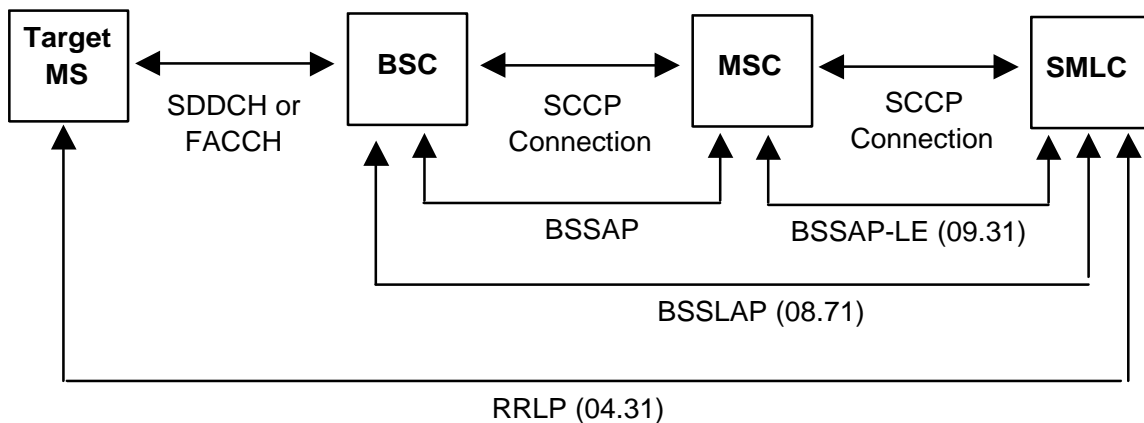 Target
MS
BSC
MSC
SMLC
SDDCH or
FACCH
SCCP
Connection
SCCP
Connection
BSSAP
BSSAP-LE (09.31)
BSSLAP (08.71)
RRLP (04.31)